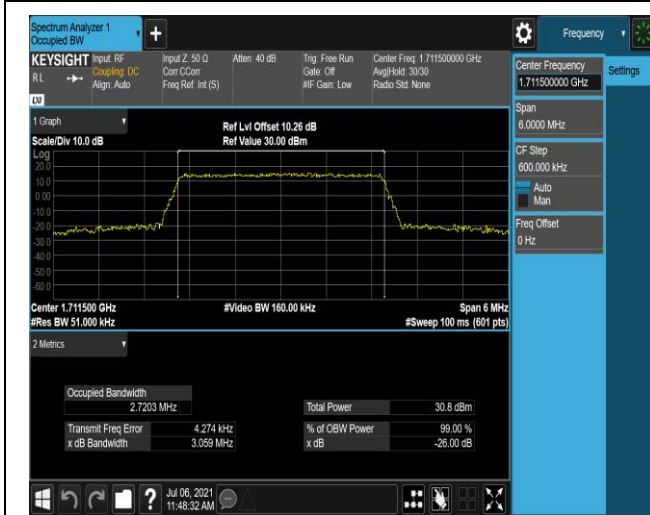 Spectrum Analyzer 1
Occupied BW
Frequency
KEYSIGHT
Input: RF
Input Z: 50 Ω
Atten: 40 dB
Trig: Free Run
Center Freq: 1.711500000 GHz
RL
Coupling: DC
Corr CCorr
Gate: Off
Avg|Hold: 30/30
Align: Auto
Freq Ref: Int (S)
#IF Gain: Low
Radio Std: None
LXI
Center Frequency
1.711500000 GHz
Settings
Span
6.0000 MHz
CF Step
600.000 kHz
Auto
Man
Freq Offset
0 Hz
1 Graph
Ref Lvl Offset 10.26 dB
Scale/Div 10.0 dB
Ref Value 30.00 dBm
Log
20.0
10.0
0.00
-10.0
-20.0
-30.0
-40.0
-50.0
-60.0
Center 1.711500 GHz
#Video BW 160.00 kHz
Span 6 MHz
#Res BW 51.000 kHz
#Sweep 100 ms (601 pts)
2 Metrics
Occupied Bandwidth
2.7203 MHz
Total Power
30.8 dBm
Transmit Freq Error
4.274 kHz
% of OBW Power
99.00 %
x dB Bandwidth
3.059 MHz
x dB
-26.00 dB
?
Jul 06, 2021
11:48:32 AM